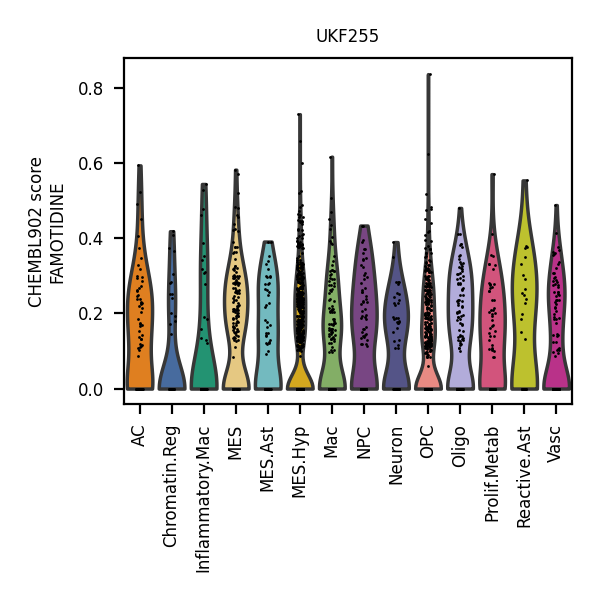 UKF255
CHEMBL902 score
FAMOTIDINE
0.8
0.6
0.4
0.2
0.0
AC
Chromatin.Reg
Inflammatory.Mac
MES
MES.Ast
MES.Hyp
Mac
NPC
Neuron
OPC
Oligo
Prolif.Metab
Reactive.Ast
Vasc